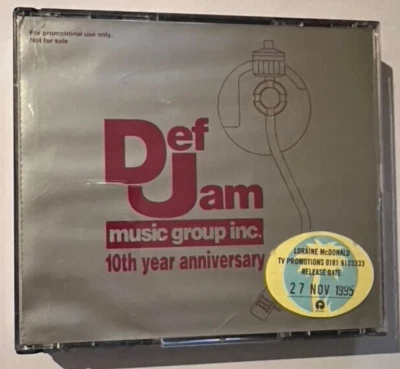 For promotional use only.
Not for sale
Def
Jam
music group inc.
10th year anniversary
LORAINE McDONALD
TV PROMOTIONS 0181 9103333
RELEASE DATE:
27 NOV 1995